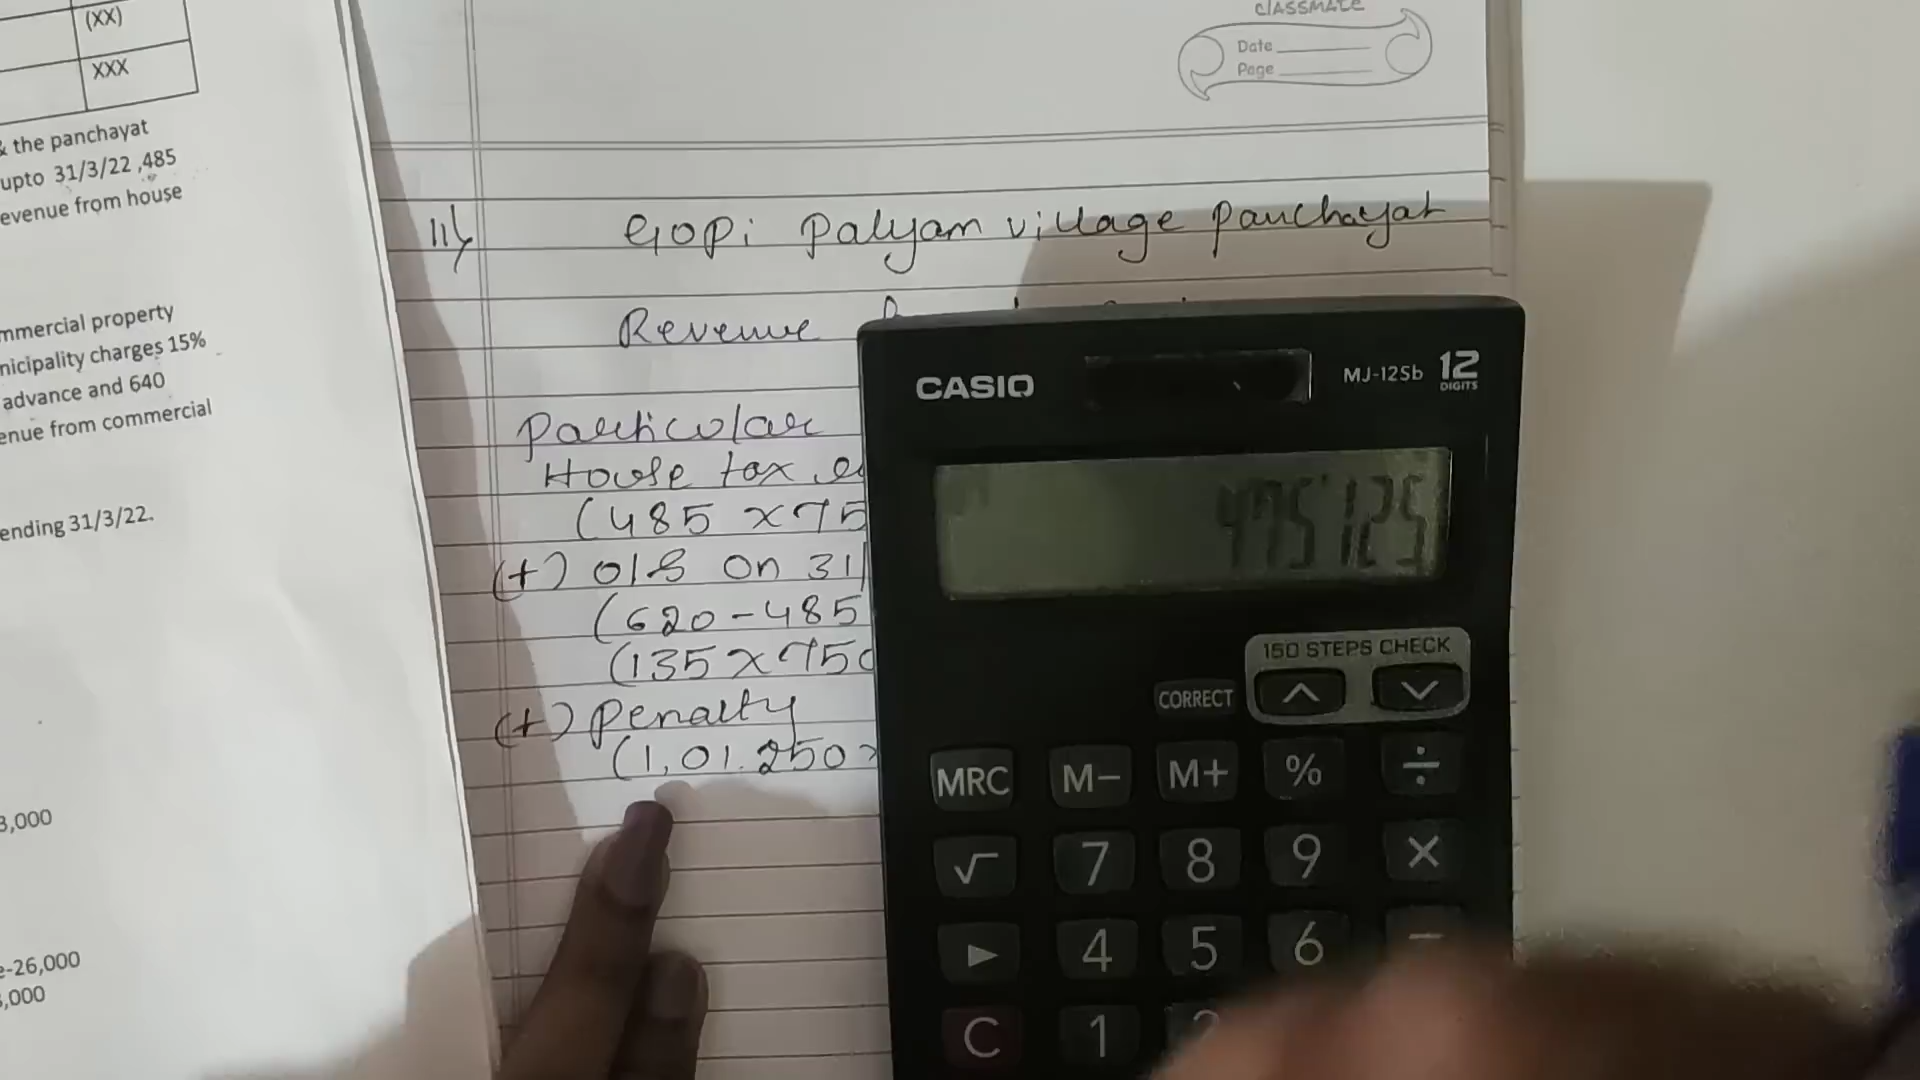 (XX)
XXX
& the panchayat
upto 31/3/22 ,485
evenue from house
mmercial property
nicipality charges 15%
advance and 640
enue from commercial
ending 31/3/22.
3,000
e-26,000
,000
classmate
Date
Page
11)
Gopi Palyam village Panchayat
Revenue
Particular
House tax
(485 x 75
(+) O/S on 31/
(620-485
(135 x 750
(+) Penalty
(1,01.250 x
CASIO
MJ-12Sb 12
DIGITS
475'125
150 STEPS CHECK
CORRECT
MRC M− M+ % ÷
√ 7 8 9 ×
▶ 4 5 6 −
C 1 2